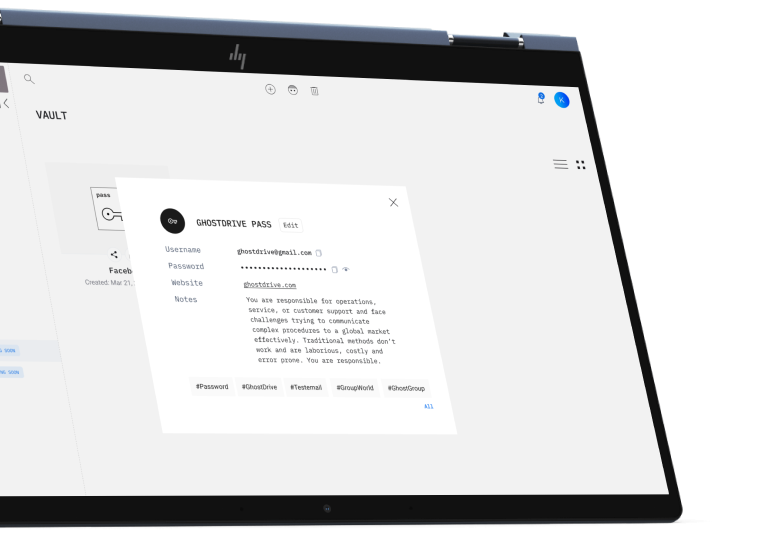 VAULT
K
pass
Faceb
Created: Mar 21,
GHOSTDRIVE PASS
Edit
Username
ghostdrive@gmail.com
Password
••••••••••••••••••••
Website
ghostdrive.com
Notes
You are responsible for operations,
service, or customer support and face
challenges trying to communicate
complex procedures to a global market
effectively. Traditional methods don't
work and are laborious, costly and
error prone. You are responsible.
#Password
#GhostDrive
#Testemail
#GroupWorld
#GhostGroup
All
SOON
SOON